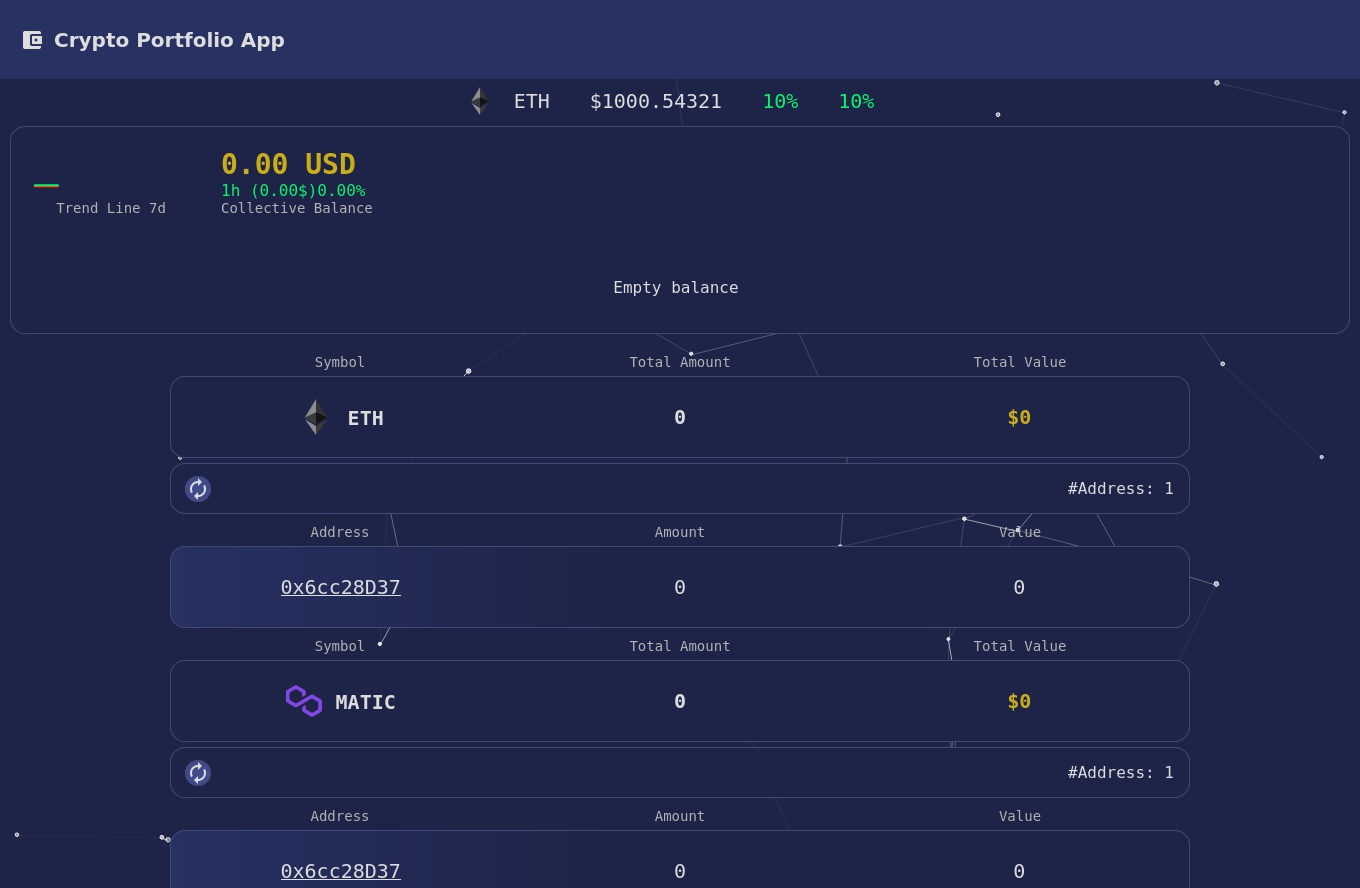 Crypto Portfolio App
ETH $1000.54321 10% 10%
0.00 USD
1h (0.00$)0.00%
Trend Line 7d Collective Balance
Empty balance
Symbol Total Amount Total Value
ETH 0 $0
#Address: 1
Address Amount Value
0x6cc28D37 0 0
Symbol Total Amount Total Value
MATIC 0 $0
#Address: 1
Address Amount Value
0x6cc28D37 0 0